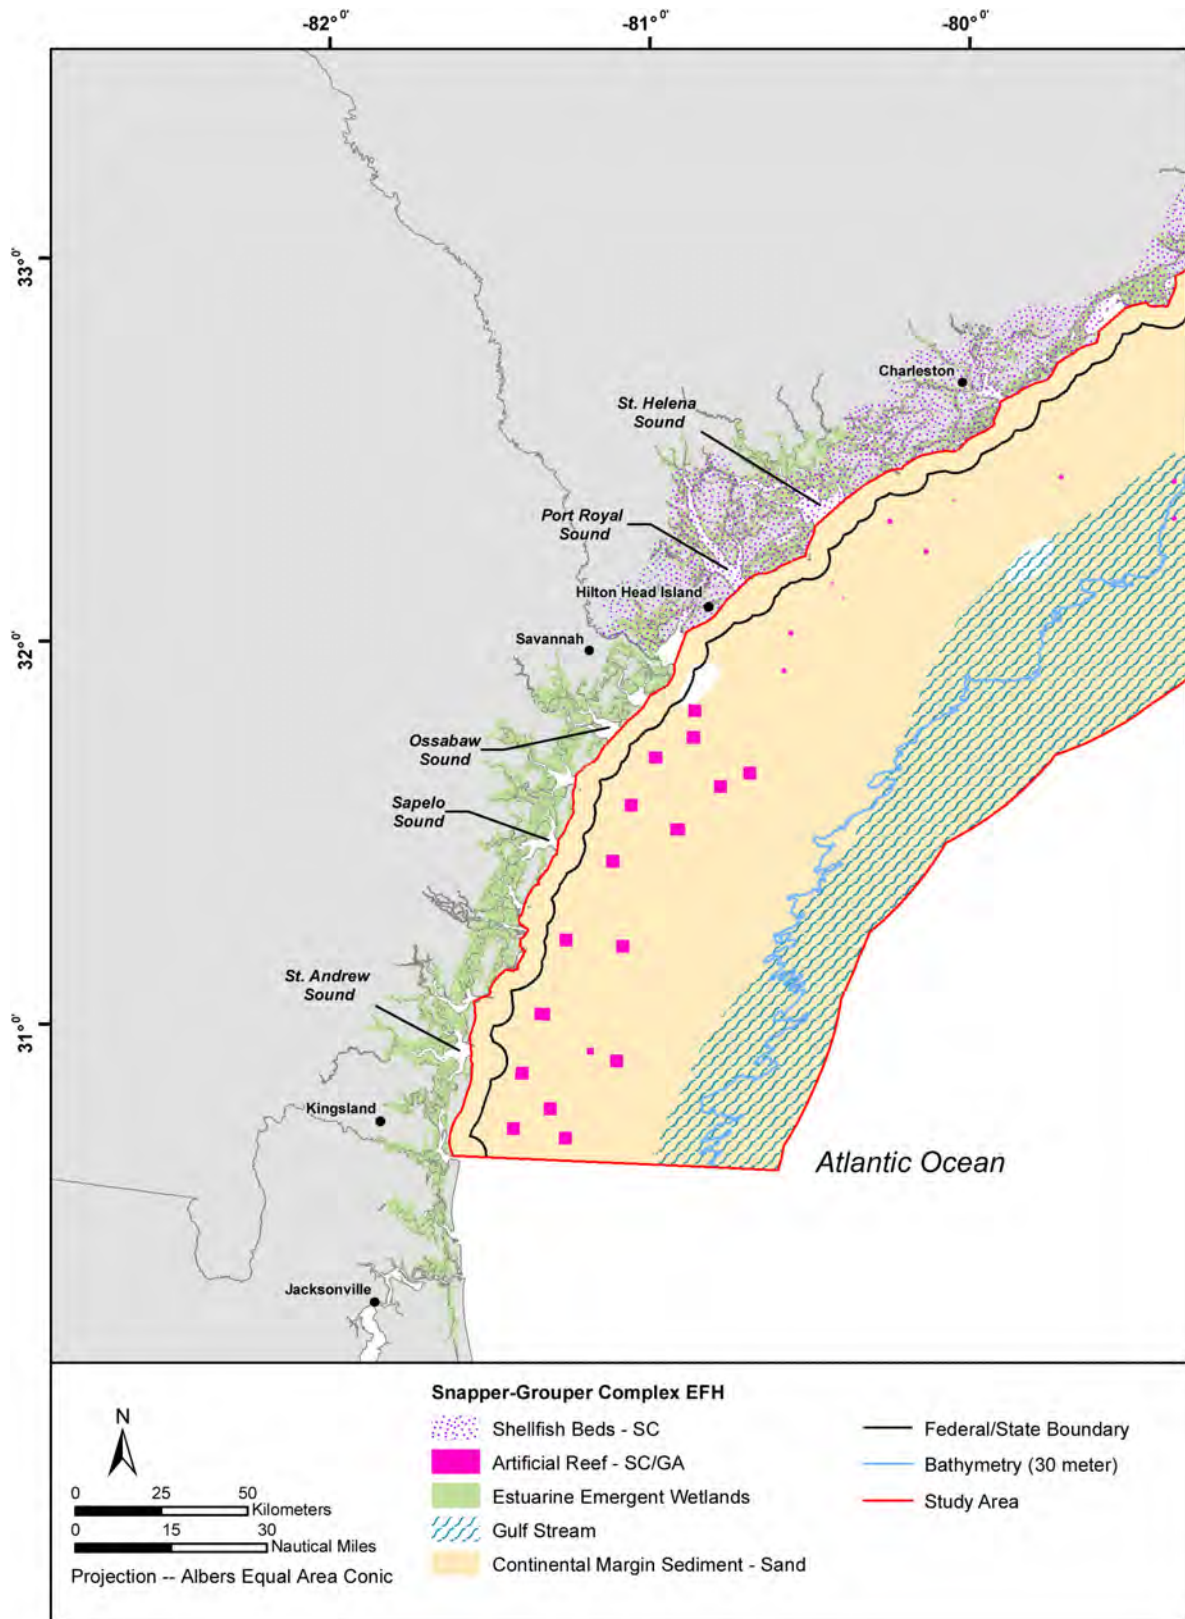 -82°0'
-81°0'
-80°0'
33°0'
32°0'
31°0'
Charleston
St. Helena
Sound
Port Royal
Sound
Hilton Head Island
Savannah
Ossabaw
Sound
Sapelo
Sound
St. Andrew
Sound
Kingsland
Atlantic Ocean
Jacksonville
N
0 25 50
Kilometers
0 15 30
Nautical Miles
Projection -- Albers Equal Area Conic
Snapper-Grouper Complex EFH
Shellfish Beds - SC
Artificial Reef - SC/GA
Estuarine Emergent Wetlands
Gulf Stream
Continental Margin Sediment - Sand
Federal/State Boundary
Bathymetry (30 meter)
Study Area